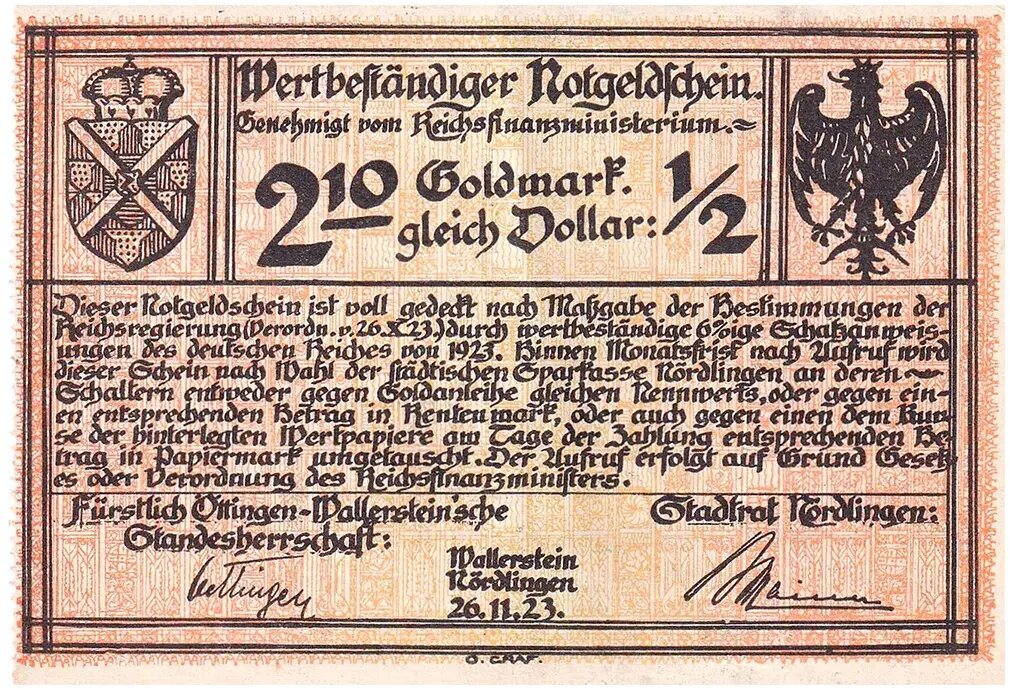 Wertbeständiger Notgeldschein.
Genehmigt vom Reichsfinanzministerium.
2 10 Goldmark.
gleich Dollar: 1/2
Dieser Notgeldschein ist voll gedeckt nach Maßgabe der Bestimmungen der
Reichsregierung (Verordn. v. 26.X 23.) durch wertbeständige 6%ige Schatzanweis-
ungen des deutschen Reiches von 1923. Binnen Monatsfrist nach Aufruf wird
dieser Schein nach Wahl der städtischen Sparkasse Nördlingen an deren
Schaltern entweder gegen Goldanleihe gleichen Nennwerts, oder gegen ein-
en entsprechenden Betrag in Rentenmark, oder auch gegen einen dem Kur-
se der hinterlegten Wertpapiere am Tage der Zahlung entsprechenden Be-
trag in Papiermark umgetauscht. Der Aufruf erfolgt auf Grund Gesetz-
es oder Verordnung des Reichsfinanzministers.
Fürstlich Öttingen-Wallerstein'sche
Standesherrschaft:
Stadtrat Nördlingen:
Oettingen
Wallerstein
Nördlingen
26.11.23.
O. GRAF.